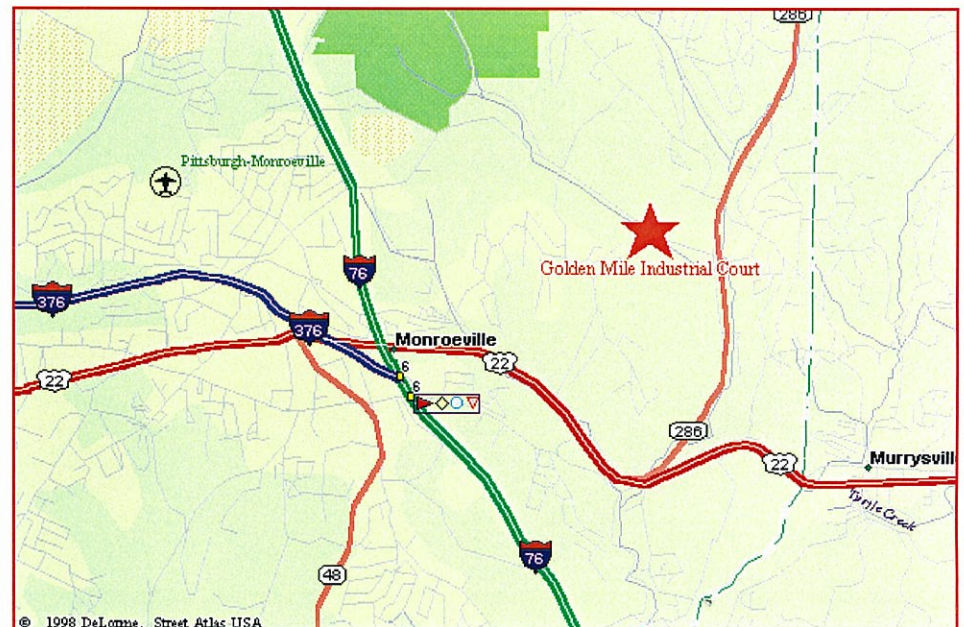 286
Pittsburgh-Monroeville
Golden Mile Industrial Court
76
376
376
Monroeville
22
22
6
6
286
22
Murrysvill
Turtle Creek
76
48
© 1998 DeLorme. Street Atlas USA